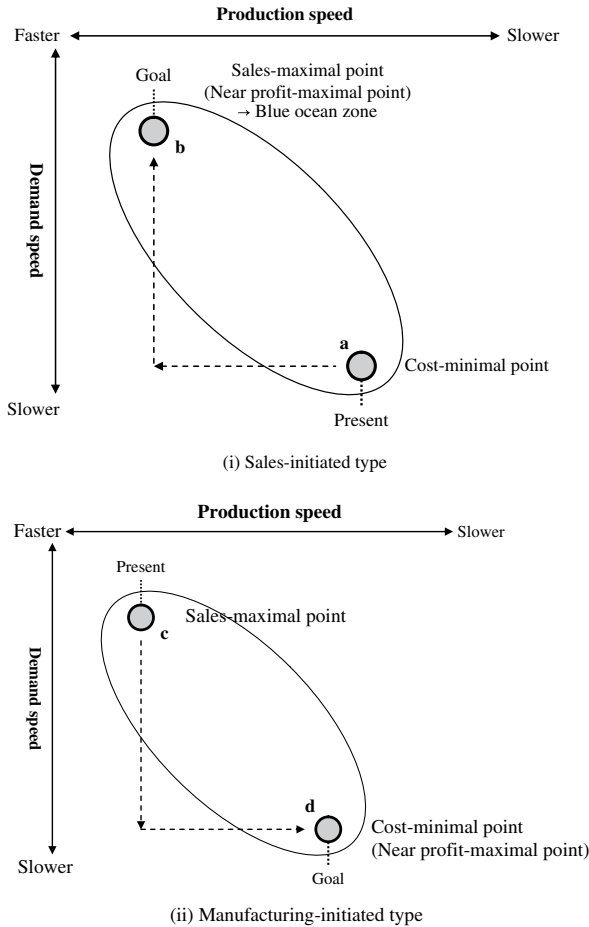 Production speed
Faster
Slower
Goal
Sales-maximal point
(Near profit-maximal point)
→ Blue ocean zone
b
Demand speed
a
Cost-minimal point
Slower
Present
(i) Sales-initiated type
Production speed
Faster
Slower
Present
Sales-maximal point
c
Demand speed
d
Cost-minimal point
(Near profit-maximal point)
Slower
Goal
(ii) Manufacturing-initiated type